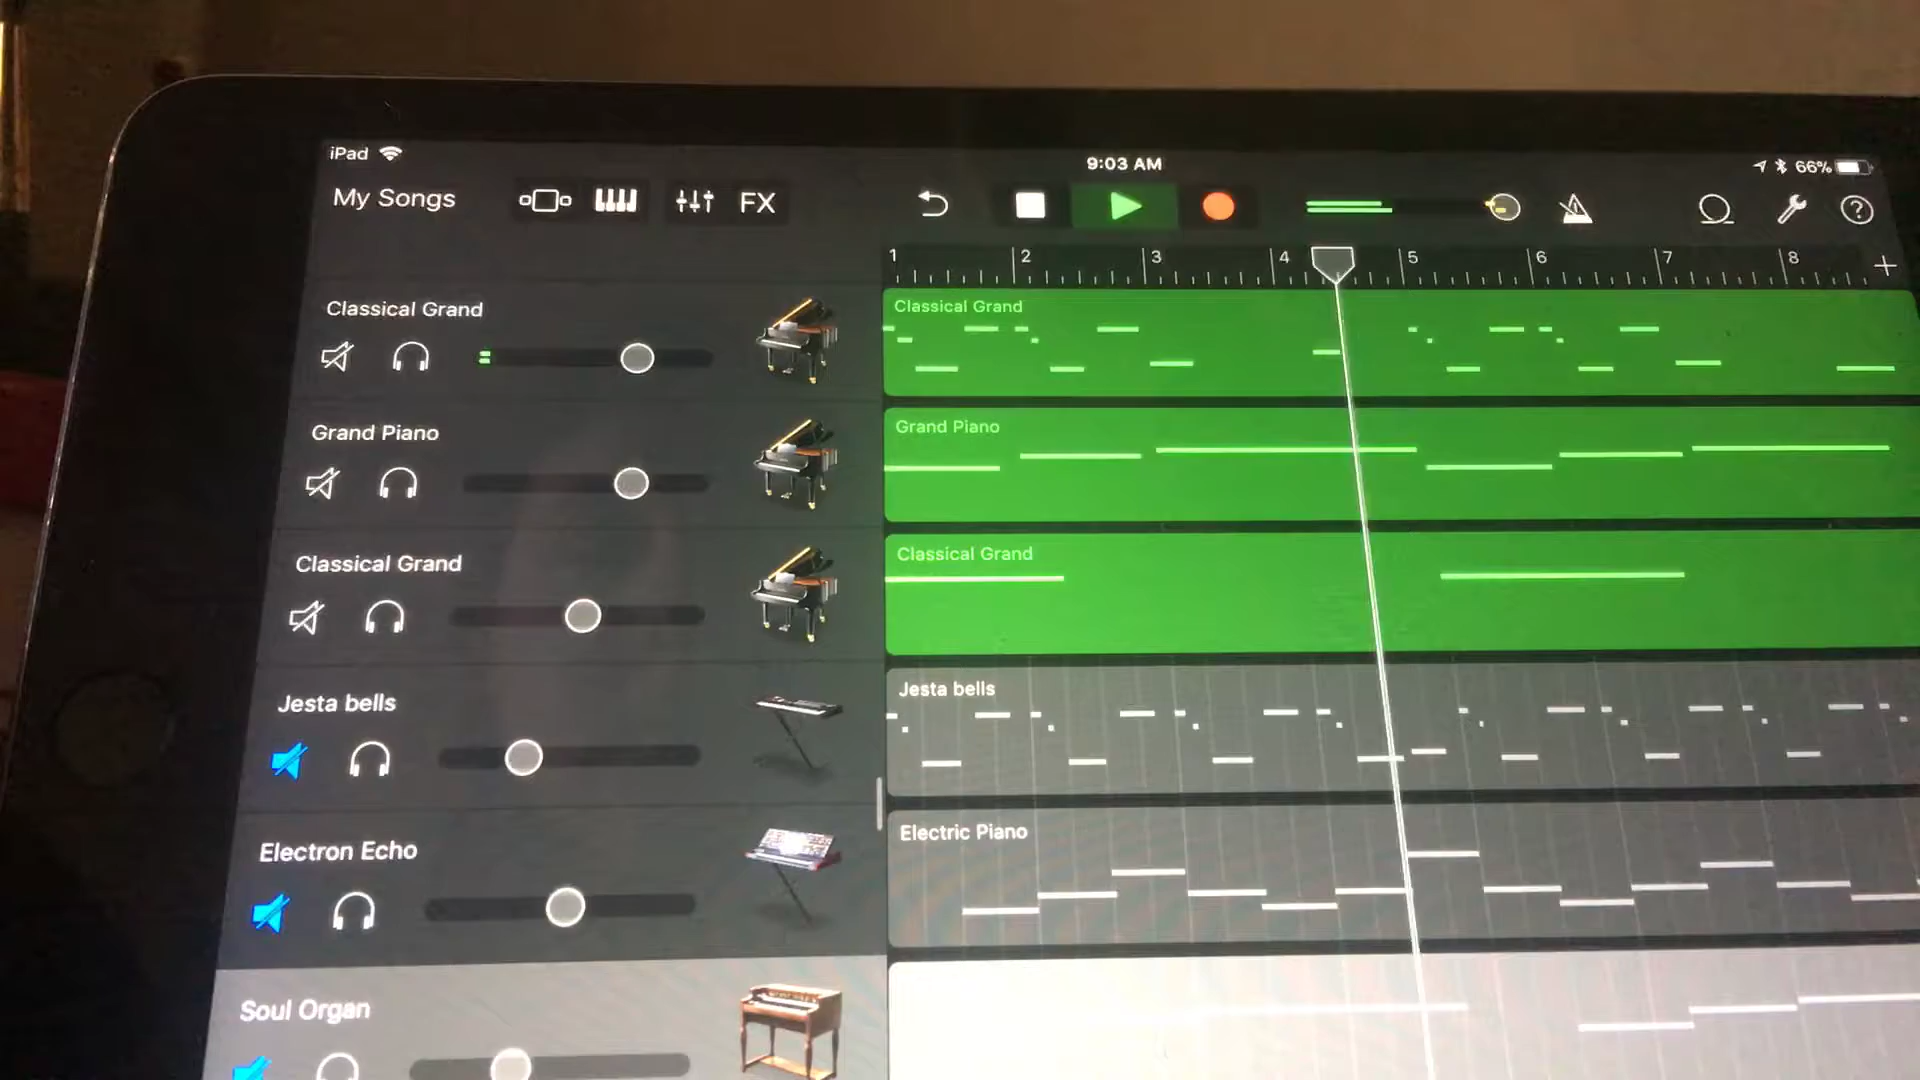 iPad 9:03 AM 66%
My Songs FX
1 2 3 4 5 6 7 8 +
Classical Grand
Classical Grand
Grand Piano
Grand Piano
Classical Grand
Classical Grand
Jesta bells
Jesta bells
Electron Echo
Electric Piano
Soul Organ